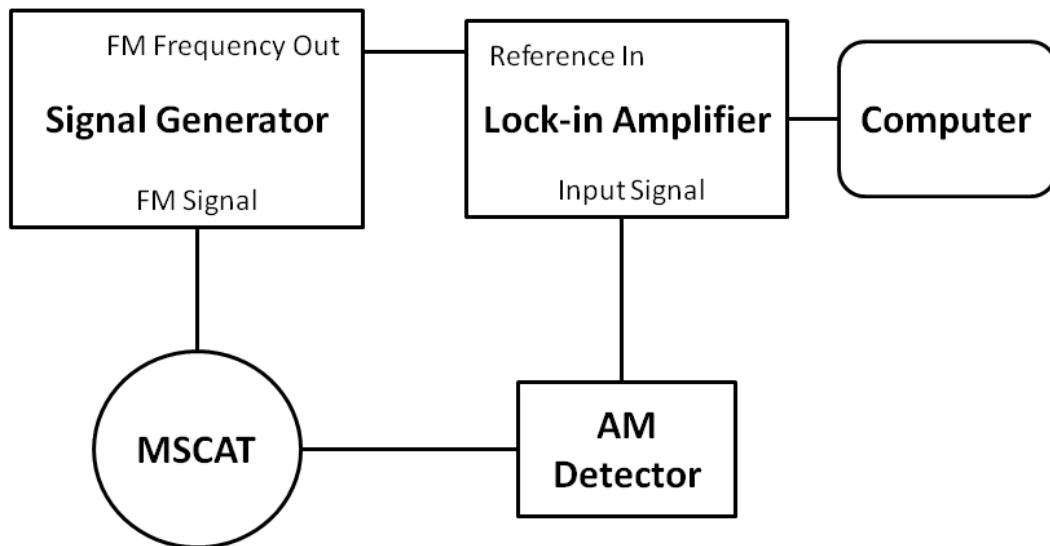 FM Frequency Out
Signal Generator
FM Signal
Reference In
Lock-in Amplifier
Input Signal
Computer
MSCAT
AM
Detector